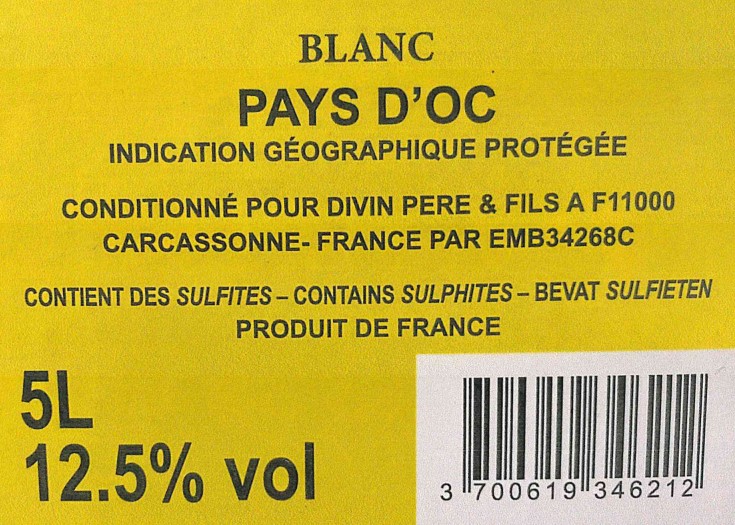 BLANC
PAYS D'OC
INDICATION GÉOGRAPHIQUE PROTÉGÉE
CONDITIONNÉ POUR DIVIN PERE & FILS A F11000
CARCASSONNE- FRANCE PAR EMB34268C
CONTIENT DES SULFITES – CONTAINS SULPHITES – BEVAT SULFIETEN
PRODUIT DE FRANCE
5L
12.5% vol
3 700619 346212